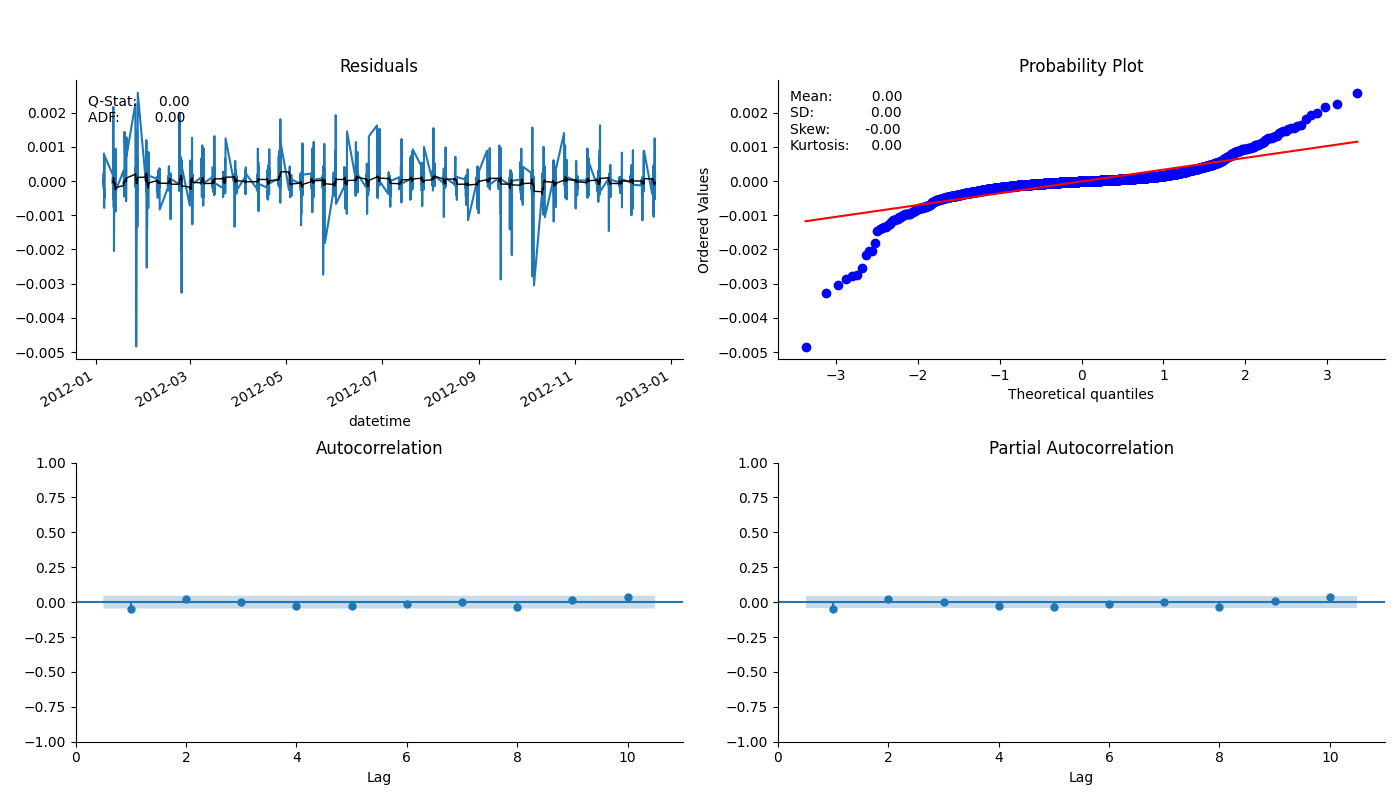 Residuals
Q-Stat: 0.00
ADF: 0.00
0.002
0.001
0.000
−0.001
−0.002
−0.003
−0.004
−0.005
2012-01
2012-03
2012-05
2012-07
2012-09
2012-11
2013-01
datetime
Probability Plot
Mean: 0.00
SD: 0.00
Skew: -0.00
Kurtosis: 0.00
Ordered Values
0.002
0.001
0.000
−0.001
−0.002
−0.003
−0.004
−0.005
−3 −2 −1 0 1 2 3
Theoretical quantiles
Autocorrelation
1.00
0.75
0.50
0.25
0.00
−0.25
−0.50
−0.75
−1.00
0 2 4 6 8 10
Lag
Partial Autocorrelation
1.00
0.75
0.50
0.25
0.00
−0.25
−0.50
−0.75
−1.00
0 2 4 6 8 10
Lag